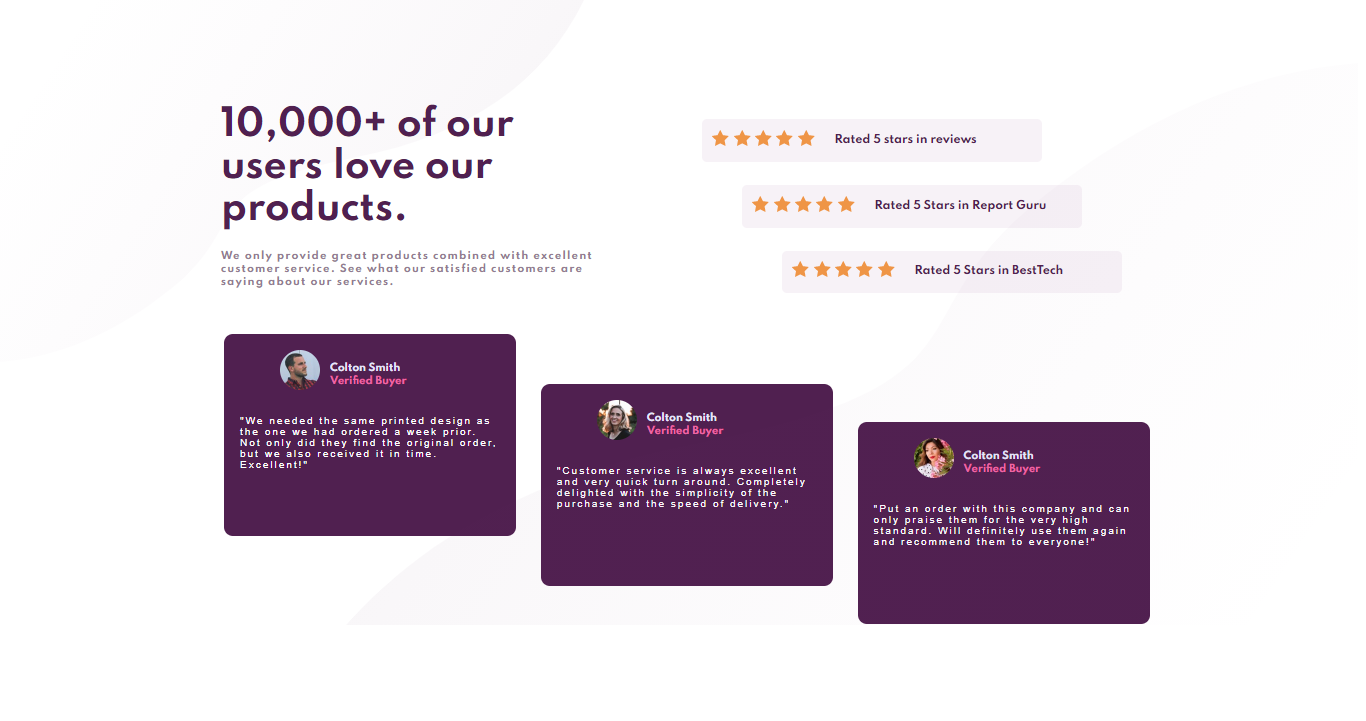 10,000+ of our
users love our
products.
We only provide great products combined with excellent
customer service. See what our satisfied customers are
saying about our services.
Rated 5 stars in reviews
Rated 5 Stars in Report Guru
Rated 5 Stars in BestTech
Colton Smith
Verified Buyer
"We needed the same printed design as
the one we had ordered a week prior.
Not only did they find the original order,
but we also received it in time.
Excellent!"
Colton Smith
Verified Buyer
"Customer service is always excellent
and very quick turn around. Completely
delighted with the simplicity of the
purchase and the speed of delivery."
Colton Smith
Verified Buyer
"Put an order with this company and can
only praise them for the very high
standard. Will definitely use them again
and recommend them to everyone!"